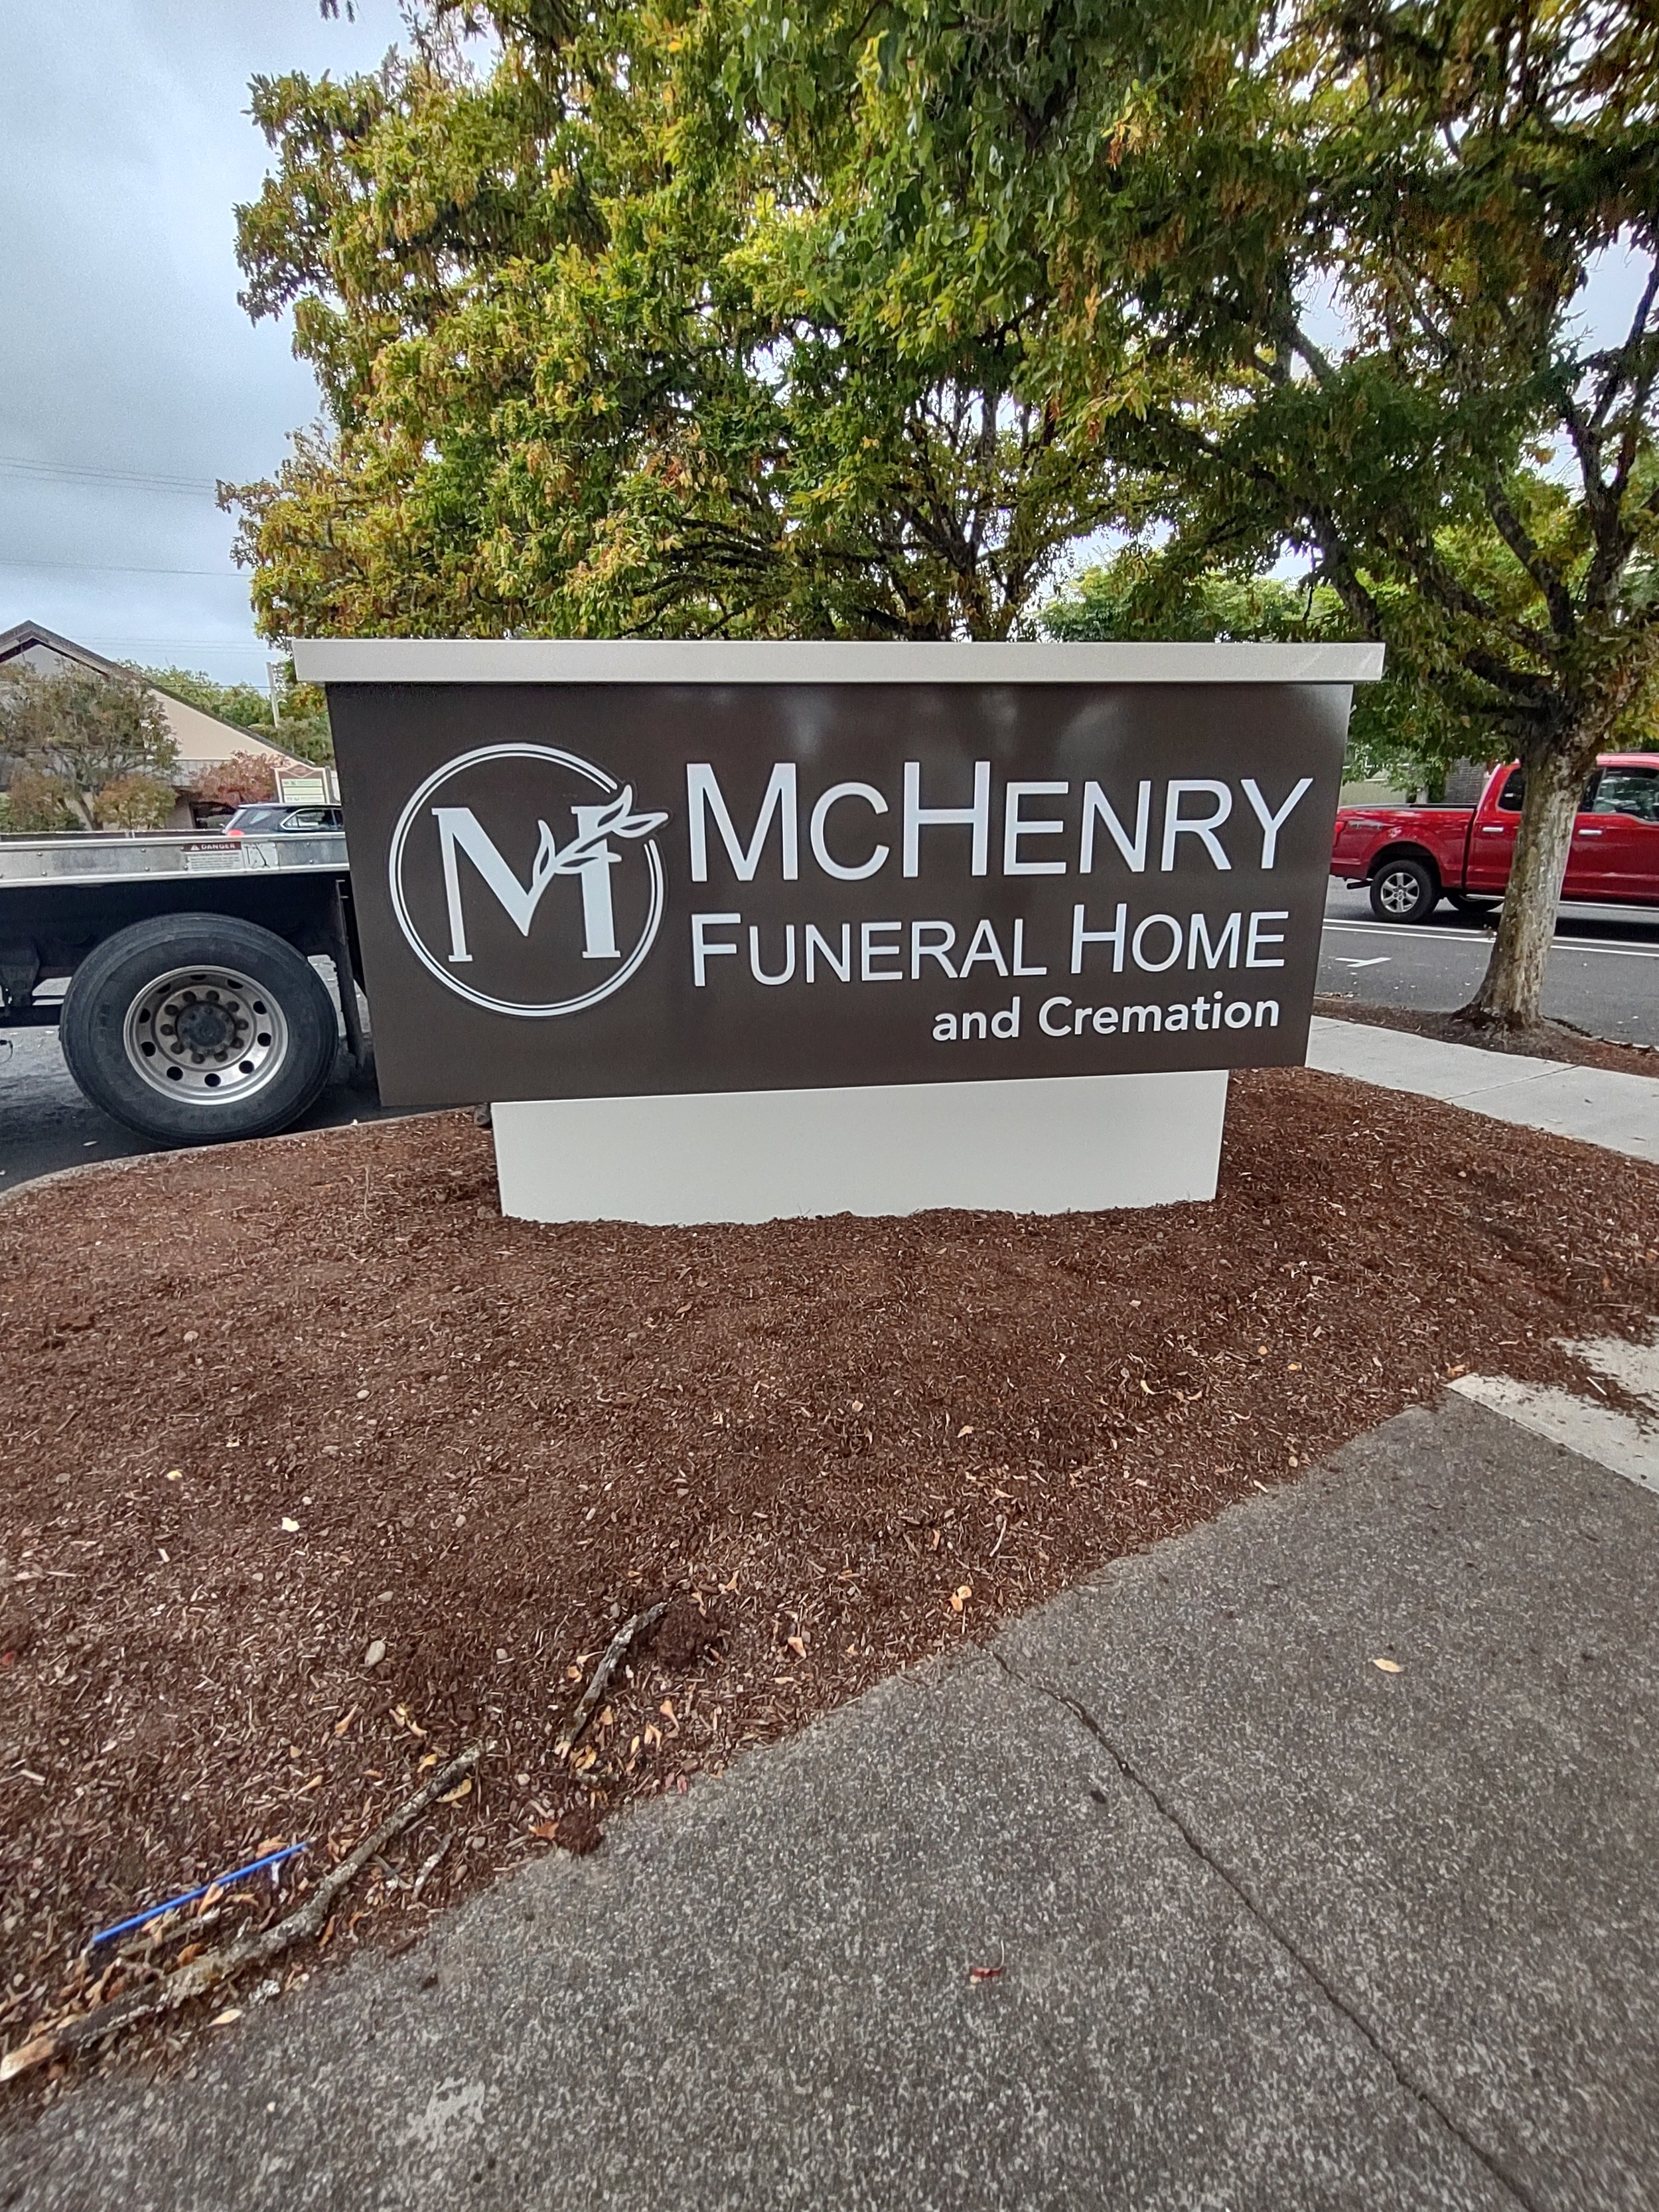 M
McHENRY
FUNERAL HOME
and Cremation
DANGER